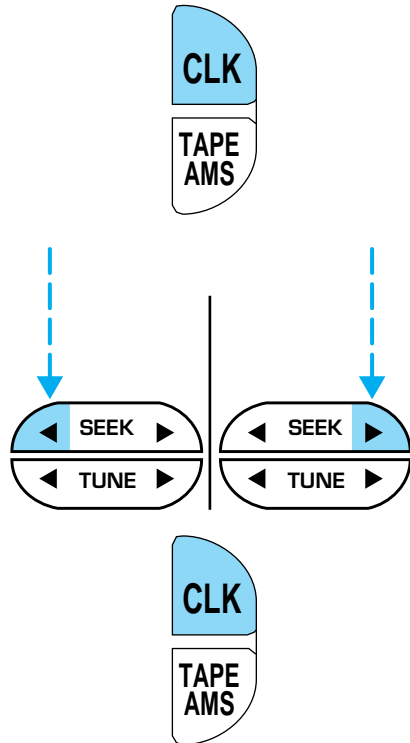 CLK
TAPE
AMS
◀ SEEK ▶
◀ TUNE ▶
◀ SEEK ▶
◀ TUNE ▶
CLK
TAPE
AMS